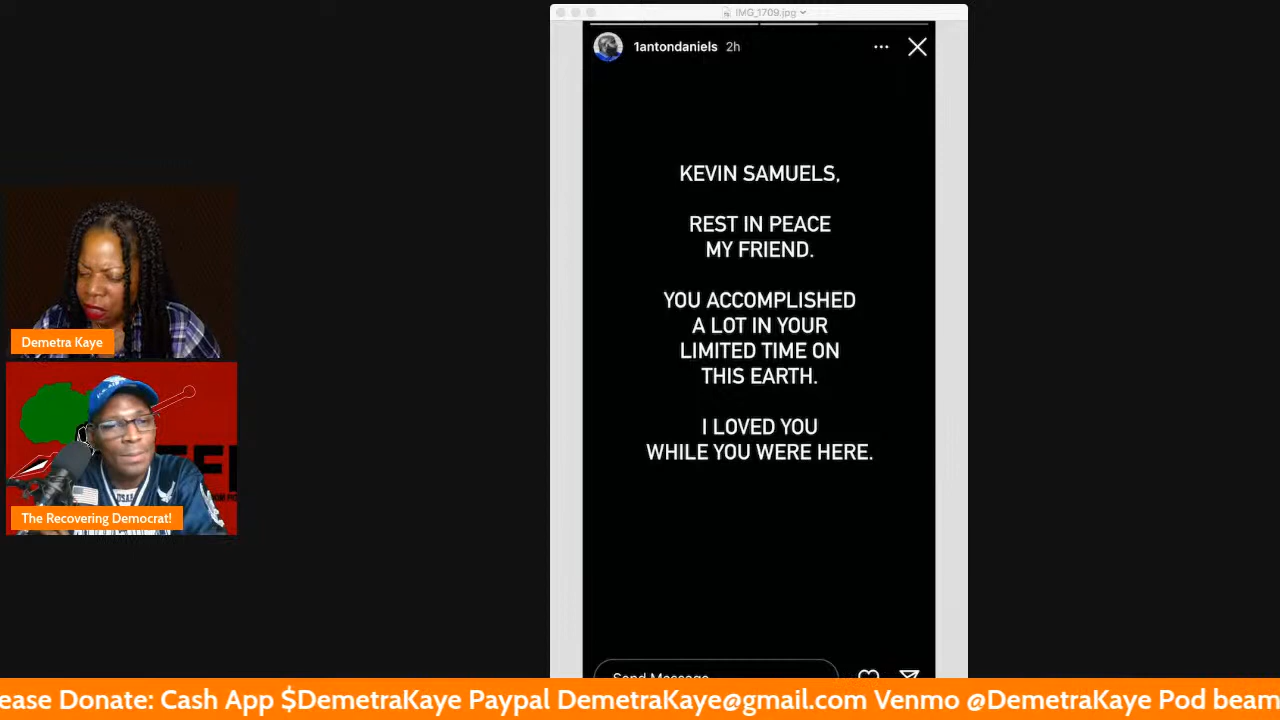 IMG_1709.jpg
1antondaniels 2h
KEVIN SAMUELS,
REST IN PEACE
MY FRIEND.
YOU ACCOMPLISHED
A LOT IN YOUR
LIMITED TIME ON
THIS EARTH.
I LOVED YOU
WHILE YOU WERE HERE.
Send Message
Demetra Kaye
The Recovering Democrat!
ease Donate: Cash App $DemetraKaye Paypal DemetraKaye@gmail.com Venmo @DemetraKaye Pod beam